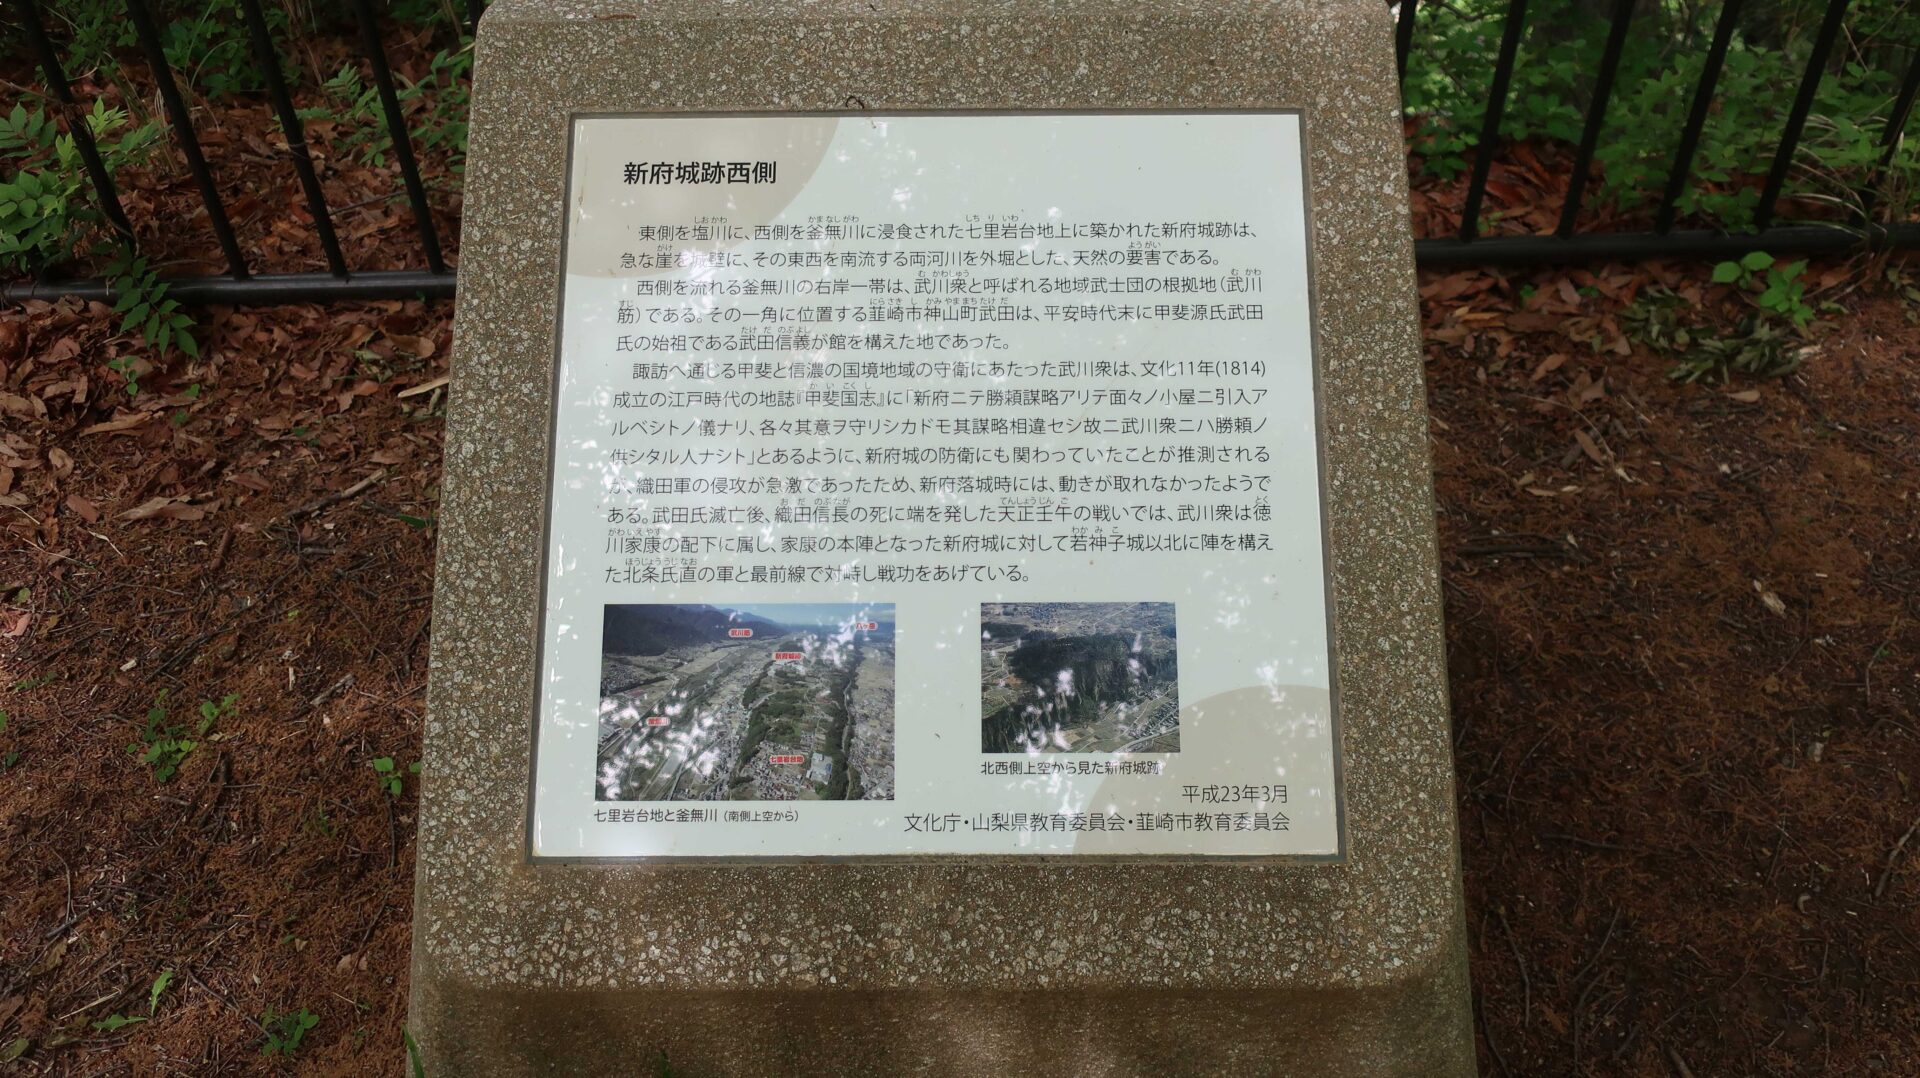 新府城跡西側
東側を塩川に、西側を釜無川に浸食された七里岩台地上に築かれた新府城跡は、
急な崖を城壁に、その東西を南流する両河川を外堀とした、天然の要害である。
西側を流れる釜無川の右岸一帯は、武川衆と呼ばれる地域武士団の根拠地（武川
筋）である。その一角に位置する韮崎市神山町武田は、平安時代末に甲斐源氏武田
氏の始祖である武田信義が館を構えた地であった。
諏訪へ通じる甲斐と信濃の国境地域の守衛にあたった武川衆は、文化11年(1814)
成立の江戸時代の地誌『甲斐国志』に「新府ニテ勝頼謀略アリテ面々ノ小屋ニ引入ア
ルベシトノ儀ナリ、各々其意ヲ守リシカドモ其謀略相違セシ故ニ武川衆ニハ勝頼ノ
供シタル人ナシト」とあるように、新府城の防衛にも関わっていたことが推測される
が、織田軍の侵攻が急激であったため、新府落城時には、動きが取れなかったようで
ある。武田氏滅亡後、織田信長の死に端を発した天正壬午の戦いでは、武川衆は徳
川家康の配下に属し、家康の本陣となった新府城に対して若神子城以北に陣を構え
た北条氏直の軍と最前線で対峙し戦功をあげている。
武川筋
八ヶ岳
新府城跡
釜無川
七里岩台地
七里岩台地と釜無川（南側上空から）
北西側上空から見た新府城跡
平成23年3月
文化庁・山梨県教育委員会・韮崎市教育委員会